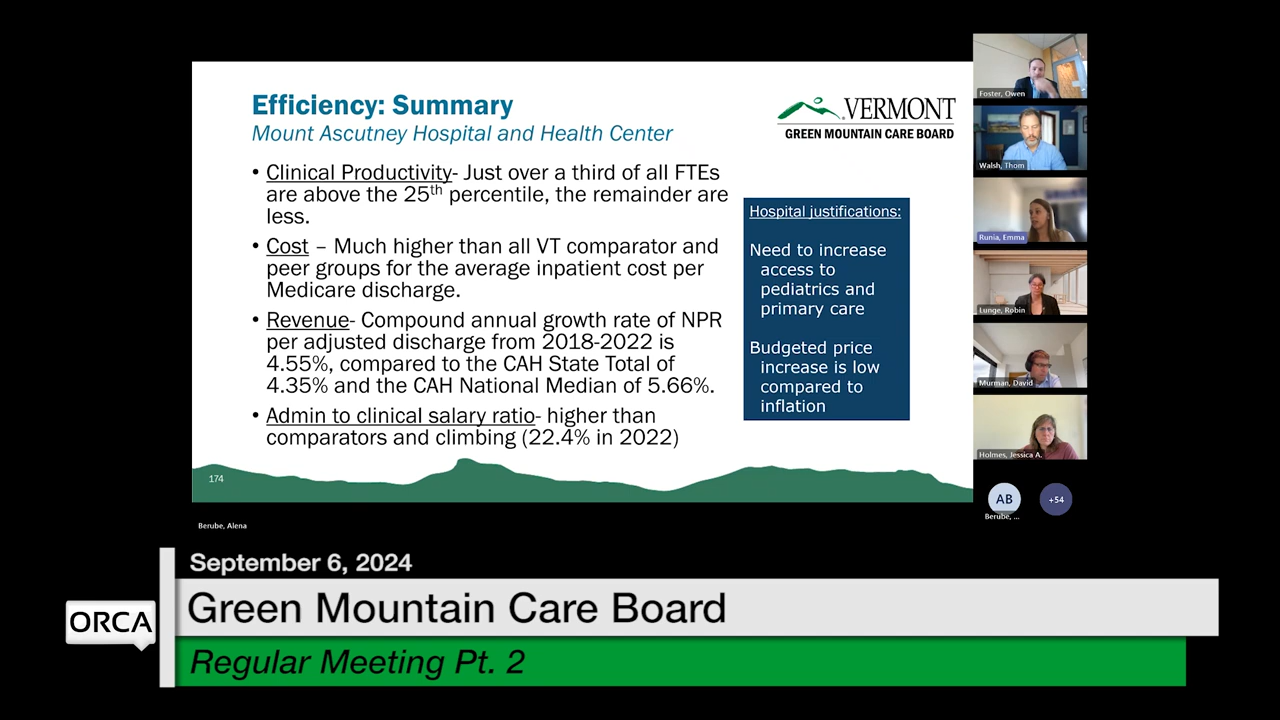 Efficiency: Summary
Mount Ascutney Hospital and Health Center
VERMONT
GREEN MOUNTAIN CARE BOARD
• Clinical Productivity- Just over a third of all FTEs
are above the 25th percentile, the remainder are
less.
• Cost – Much higher than all VT comparator and
peer groups for the average inpatient cost per
Medicare discharge.
• Revenue- Compound annual growth rate of NPR
per adjusted discharge from 2018-2022 is
4.55%, compared to the CAH State Total of
4.35% and the CAH National Median of 5.66%.
• Admin to clinical salary ratio- higher than
comparators and climbing (22.4% in 2022)
Hospital justifications:
Need to increase
access to
pediatrics and
primary care
Budgeted price
increase is low
compared to
inflation
174
Foster, Owen
Walsh, Thom
Runia, Emma
Lunge, Robin
Murman, David
Holmes, Jessica A.
AB
Berube, ...
+54
Berube, Alena
September 6, 2024
ORCA
Green Mountain Care Board
Regular Meeting Pt. 2